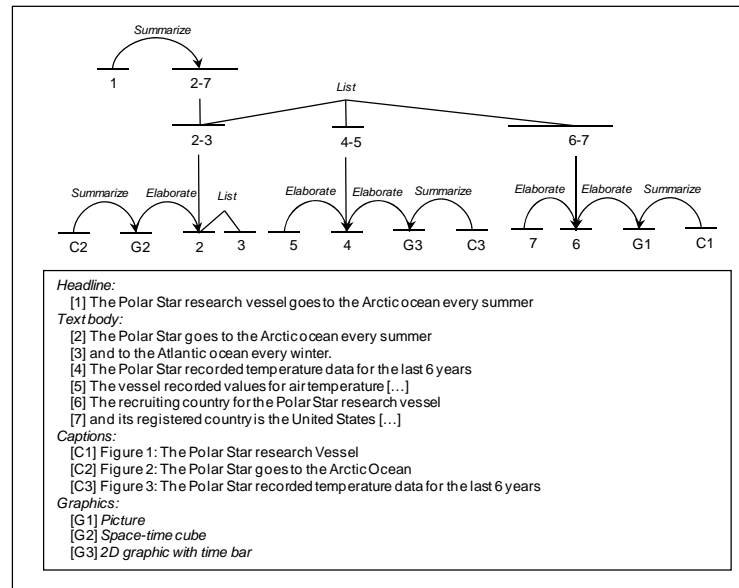 Summarize
1 2-7
List
2-3 4-5 6-7
Summarize Elaborate List Elaborate Elaborate Summarize Elaborate Elaborate Summarize
C2 G2 2 3 5 4 G3 C3 7 6 G1 C1
Headline:
[1] The Polar Star research vessel goes to the Arctic ocean every summer
Text body:
[2] The Polar Star goes to the Arctic ocean every summer
[3] and to the Atlantic ocean every winter.
[4] The Polar Star recorded temperature data for the last 6 years
[5] The vessel recorded values for air temperature [...]
[6] The recruiting country for the Polar Star research vessel
[7] and its registered country is the United States [...]
Captions:
[C1] Figure 1: The Polar Star research Vessel
[C2] Figure 2: The Polar Star goes to the Arctic Ocean
[C3] Figure 3: The Polar Star recorded temperature data for the last 6 years
Graphics:
[G1] Picture
[G2] Space-time cube
[G3] 2D graphic with time bar